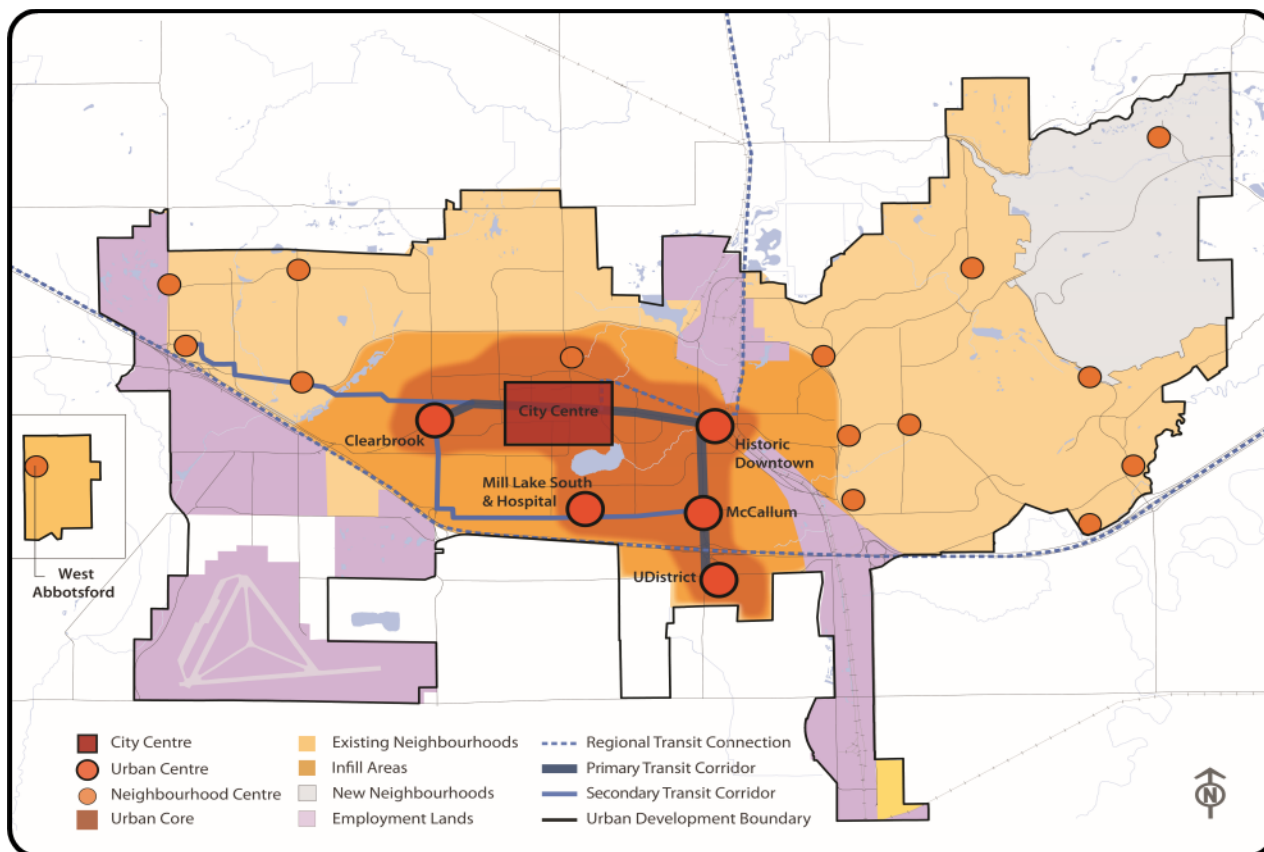 City Centre
Clearbrook
Historic
Downtown
Mill Lake South
& Hospital
McCallum
UDistrict
West
Abbotsford
City Centre
Urban Centre
Neighbourhood Centre
Urban Core
Existing Neighbourhoods
Infill Areas
New Neighbourhoods
Employment Lands
Regional Transit Connection
Primary Transit Corridor
Secondary Transit Corridor
Urban Development Boundary
N